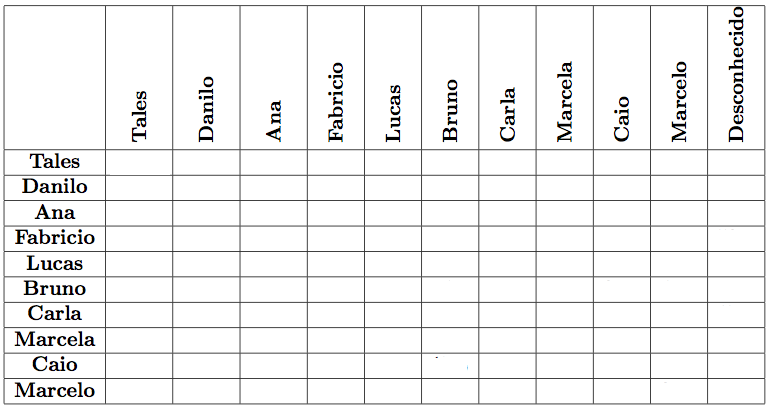 Tales Danilo Ana Fabricio Lucas Bruno Carla Marcela Caio Marcelo Desconhecido
Tales
Danilo
Ana
Fabricio
Lucas
Bruno
Carla
Marcela
Caio
Marcelo